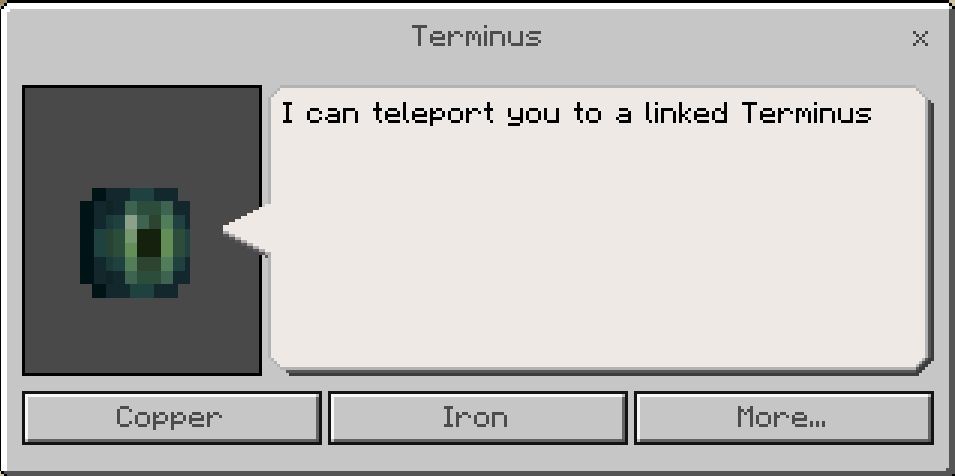 Terminus
x
I can teleport you to a linked Terminus
Copper
Iron
More...